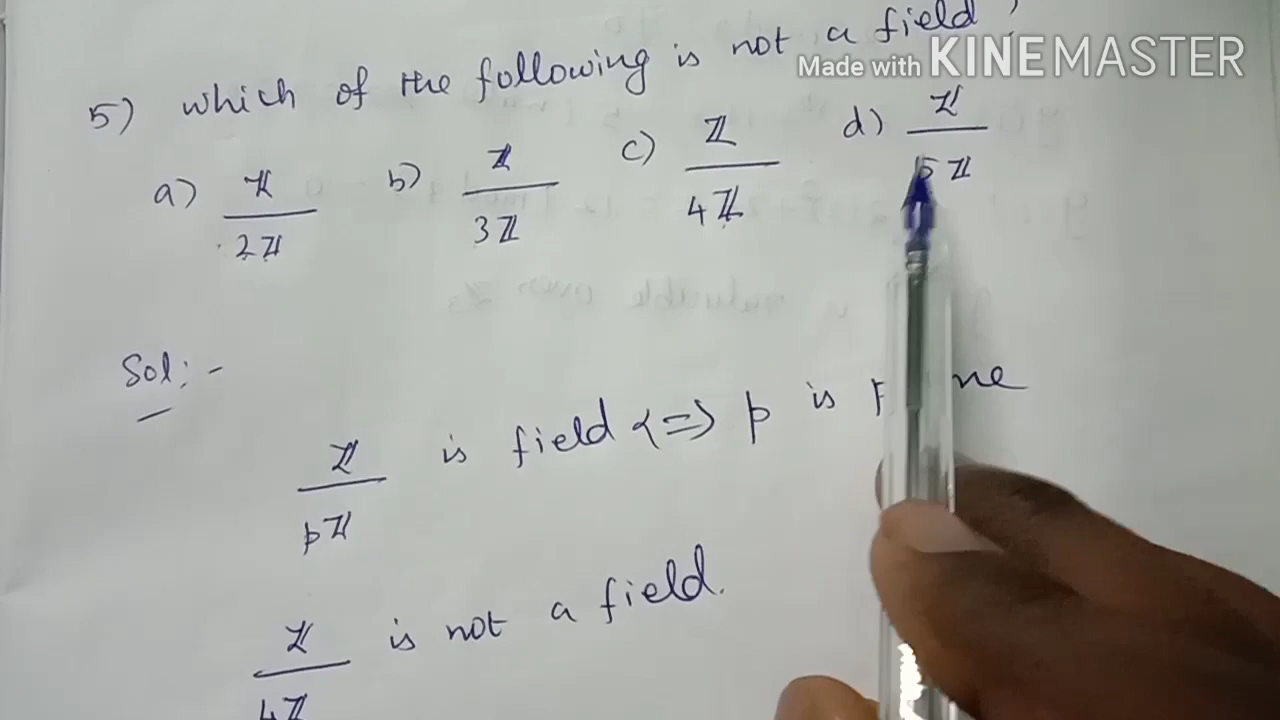 5) which of the following is not a field?
Made with KINEMASTER
a) ℤ/2ℤ b) ℤ/3ℤ c) ℤ/4ℤ d) ℤ/5ℤ
Sol:-
ℤ/pℤ is field <=> p is
ℤ/4ℤ is not a field.